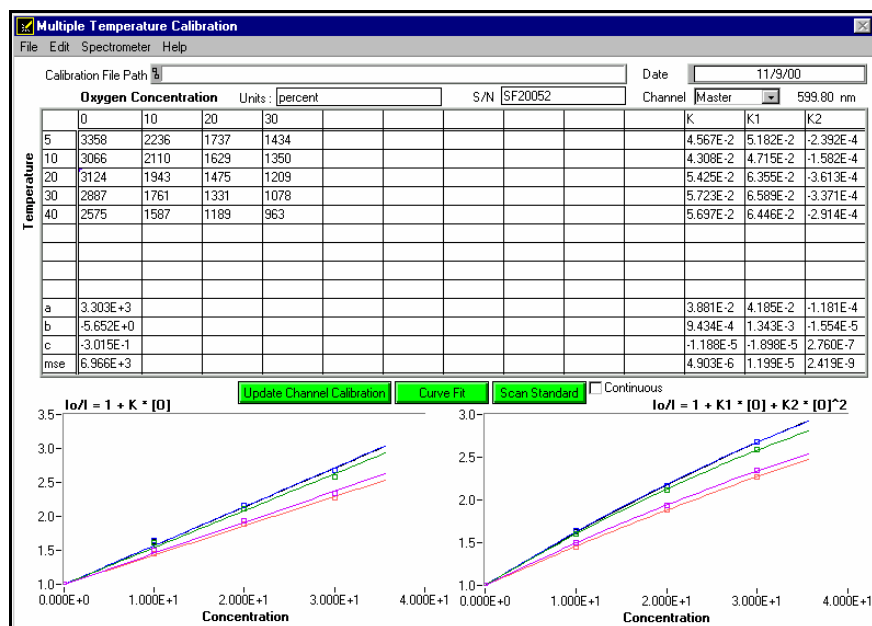 Multiple Temperature Calibration
File Edit Spectrometer Help
Calibration File Path Date 11/9/00
Oxygen Concentration Units : percent S/N SF20052 Channel Master 599.80 nm
0 10 20 30 K K1 K2
Temperature
5 3358 2236 1737 1434 4.567E-2 5.182E-2 -2.392E-4
10 3066 2110 1629 1350 4.308E-2 4.715E-2 -1.582E-4
20 3124 1943 1475 1209 5.425E-2 6.355E-2 -3.613E-4
30 2887 1761 1331 1078 5.723E-2 6.589E-2 -3.371E-4
40 2575 1587 1189 963 5.697E-2 6.446E-2 -2.914E-4
a 3.303E+3 3.881E-2 4.185E-2 -1.181E-4
b -5.652E+0 9.434E-4 1.343E-3 -1.554E-5
c -3.015E-1 -1.188E-5 -1.898E-5 2.760E-7
mse 6.966E+3 4.903E-6 1.199E-5 2.419E-9
Update Channel Calibration Curve Fit Scan Standard Continuous
Io/I = 1 + K * [O]
3.5
3.0
2.5
2.0
1.5
1.0
0.000E+0 1.000E+1 2.000E+1 3.000E+1 4.000E+1
Concentration
Io/I = 1 + K1 * [O] + K2 * [O]^2
3.0
2.5
2.0
1.5
1.0
0.000E+0 1.000E+1 2.000E+1 3.000E+1 4.000E+1
Concentration